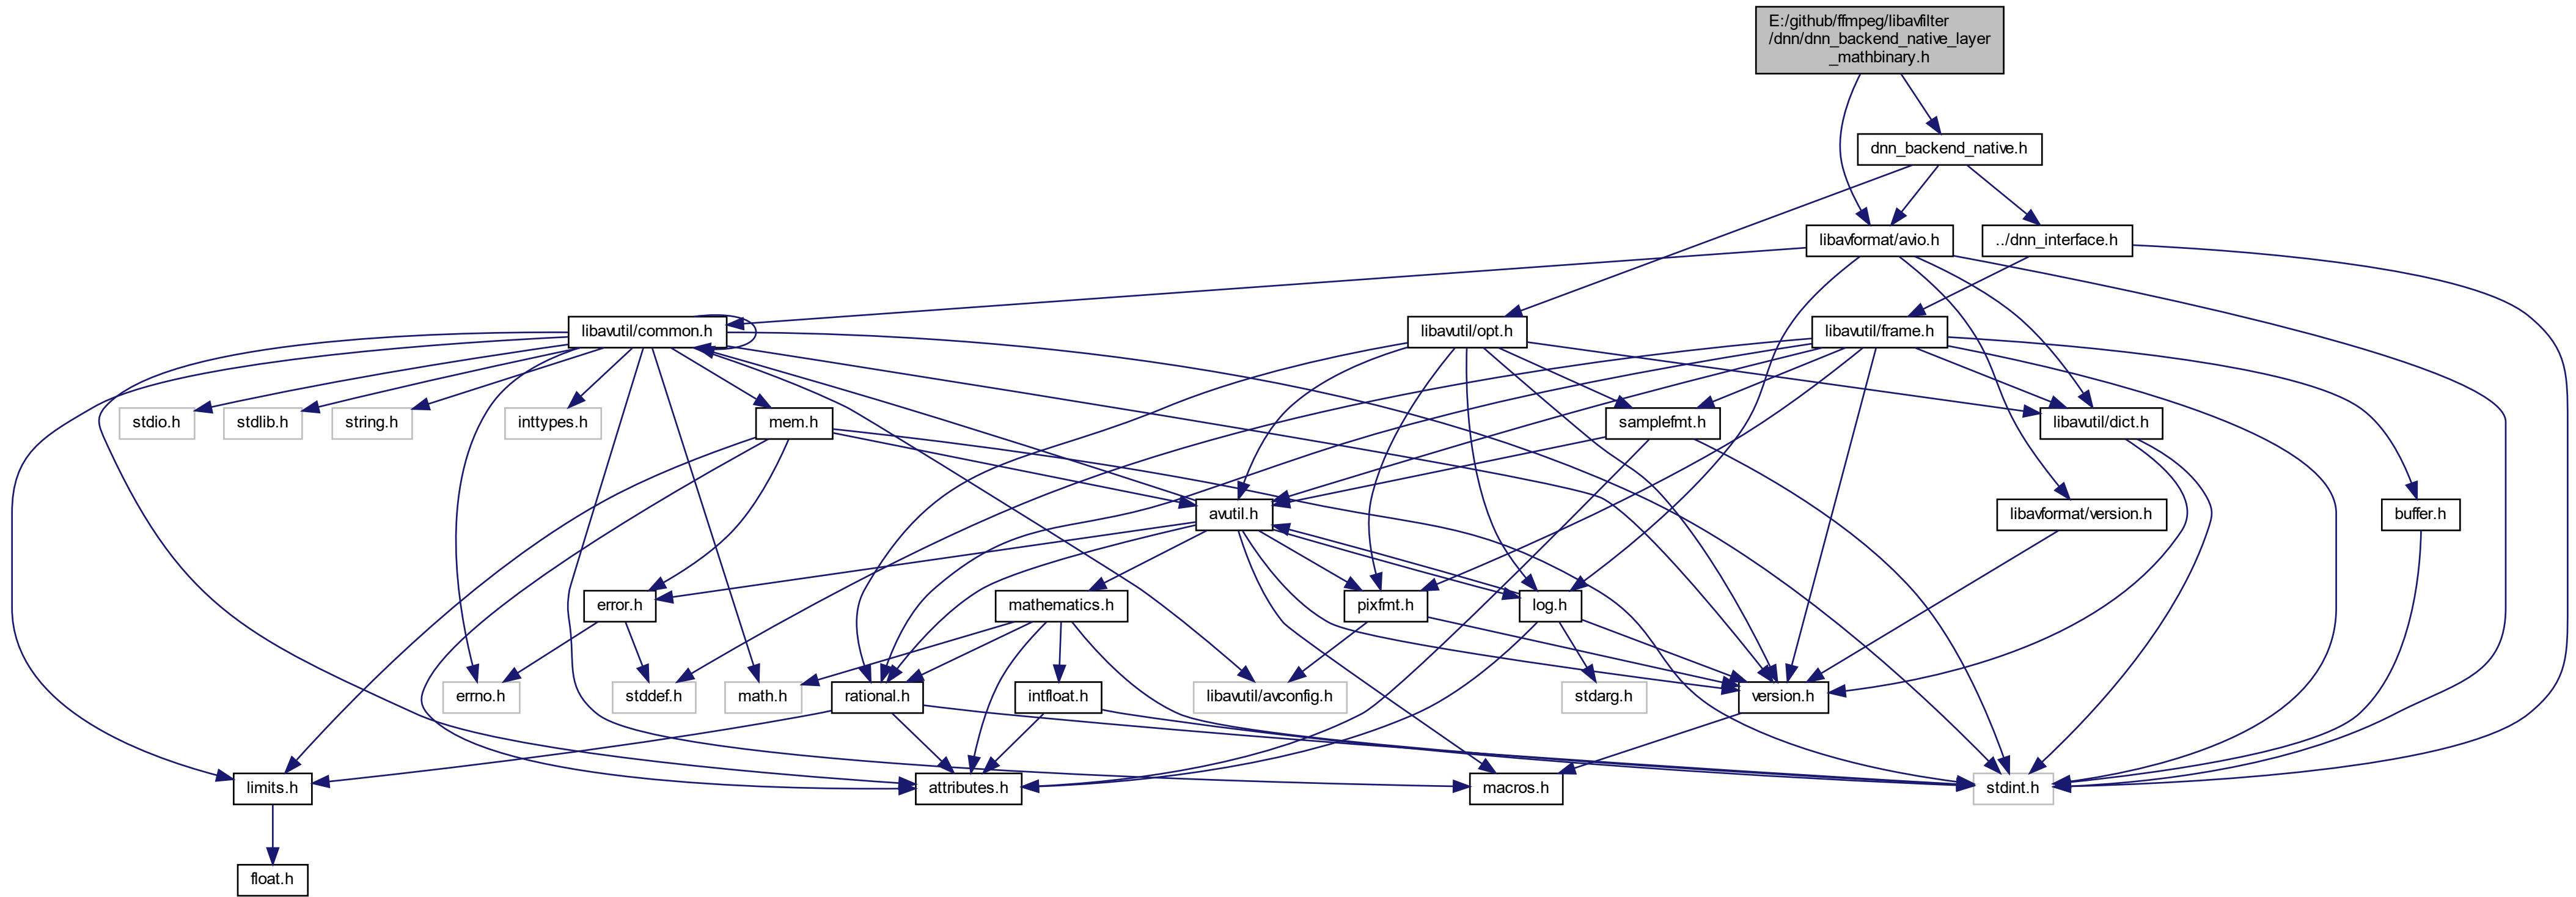 E:/github/ffmpeg/libavfilter
/dnn/dnn_backend_native_layer
_mathbinary.h
dnn_backend_native.h
libavformat/avio.h
../dnn_interface.h
libavutil/common.h
libavutil/opt.h
libavutil/frame.h
stdio.h
stdlib.h
string.h
inttypes.h
mem.h
samplefmt.h
libavutil/dict.h
avutil.h
libavformat/version.h
buffer.h
error.h
mathematics.h
pixfmt.h
log.h
errno.h
stddef.h
math.h
rational.h
intfloat.h
libavutil/avconfig.h
stdarg.h
version.h
limits.h
attributes.h
macros.h
stdint.h
float.h